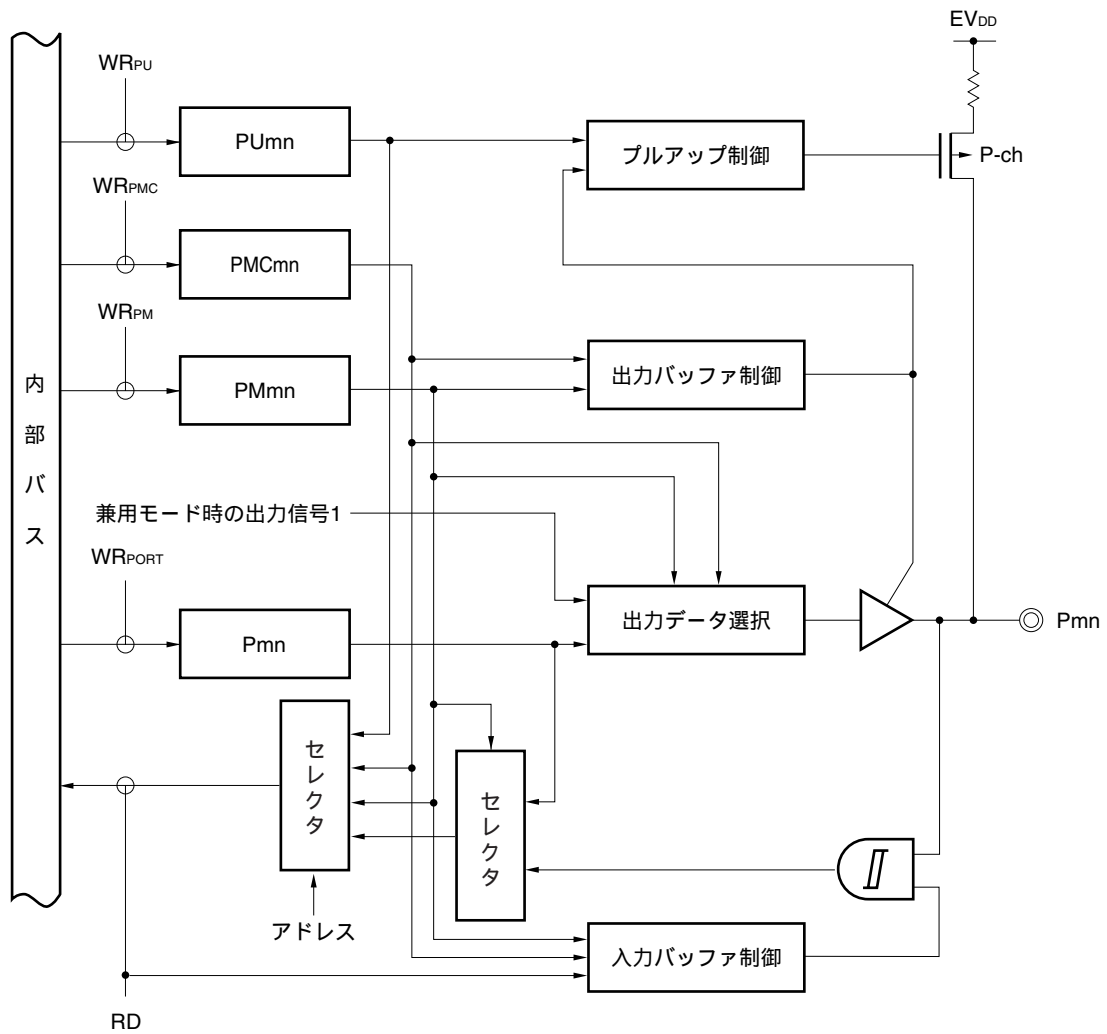 EVDD
WRPU
PUmn
プルアップ制御
P-ch
WRPMC
PMCmn
WRPM
内部バス
PMmn
出力バッファ制御
兼用モード時の出力信号1
WRPORT
Pmn
出力データ選択
Pmn
セレクタ
セレクタ
アドレス
入力バッファ制御
RD